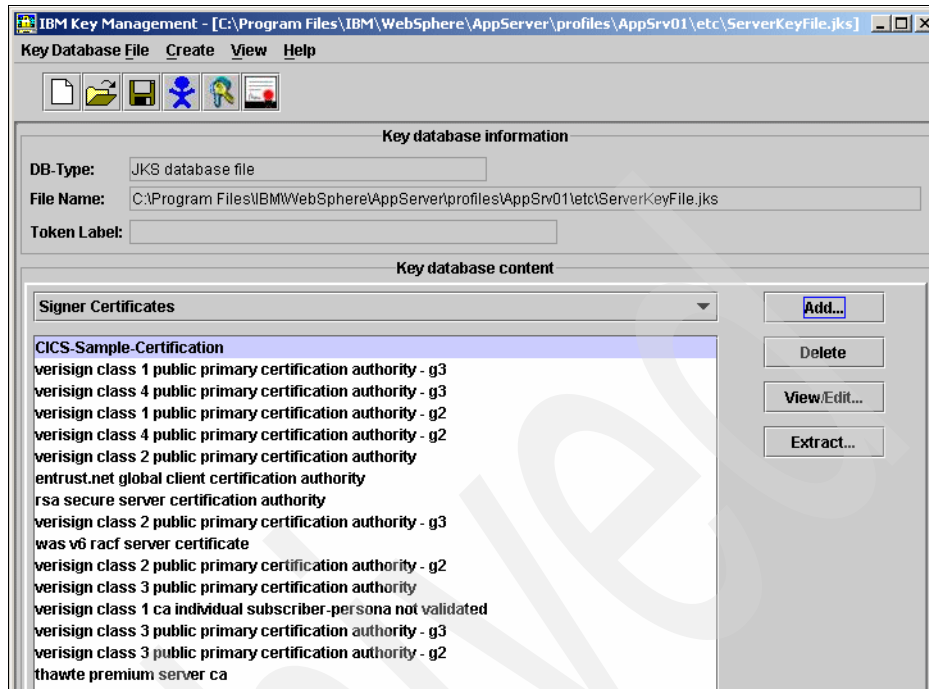 IBM Key Management - [C:\Program Files\IBM\WebSphere\AppServer\profiles\AppSrv01\etc\ServerKeyFile.jks]
Key Database File Create View Help
Key database information
DB-Type: JKS database file
File Name: C:\Program Files\IBM\WebSphere\AppServer\profiles\AppSrv01\etc\ServerKeyFile.jks
Token Label:
Key database content
Signer Certificates
Add...
CICS-Sample-Certification
Delete
verisign class 1 public primary certification authority - g3
verisign class 4 public primary certification authority - g3
View/Edit...
verisign class 1 public primary certification authority - g2
verisign class 4 public primary certification authority - g2
Extract...
verisign class 2 public primary certification authority
entrust.net global client certification authority
rsa secure server certification authority
verisign class 2 public primary certification authority - g3
was v6 racf server certificate
verisign class 2 public primary certification authority - g2
verisign class 3 public primary certification authority
verisign class 1 ca individual subscriber-persona not validated
verisign class 3 public primary certification authority - g3
verisign class 3 public primary certification authority - g2
thawte premium server ca